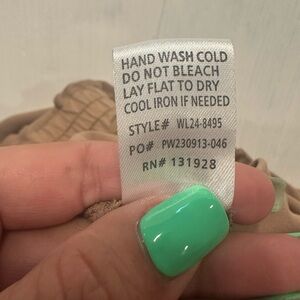 HAND WASH COLD
DO NOT BLEACH
LAY FLAT TO DRY
COOL IRON IF NEEDED
STYLE# WL24-8495
PO# PW230913-046
RN# 131928